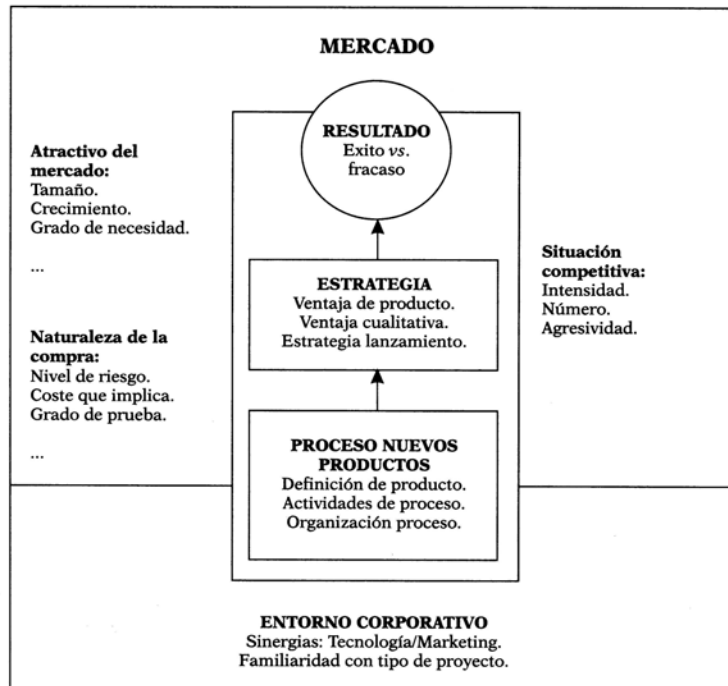 MERCADO
RESULTADO
Exito vs.
fracaso
Atractivo del
mercado:
Tamaño.
Crecimiento.
Grado de necesidad.
...
Naturaleza de la
compra:
Nivel de riesgo.
Coste que implica.
Grado de prueba.
...
ESTRATEGIA
Ventaja de producto.
Ventaja cualitativa.
Estrategia lanzamiento.
Situación
competitiva:
Intensidad.
Número.
Agresividad.
PROCESO NUEVOS
PRODUCTOS
Definición de producto.
Actividades de proceso.
Organización proceso.
ENTORNO CORPORATIVO
Sinergias: Tecnología/Marketing.
Familiaridad con tipo de proyecto.